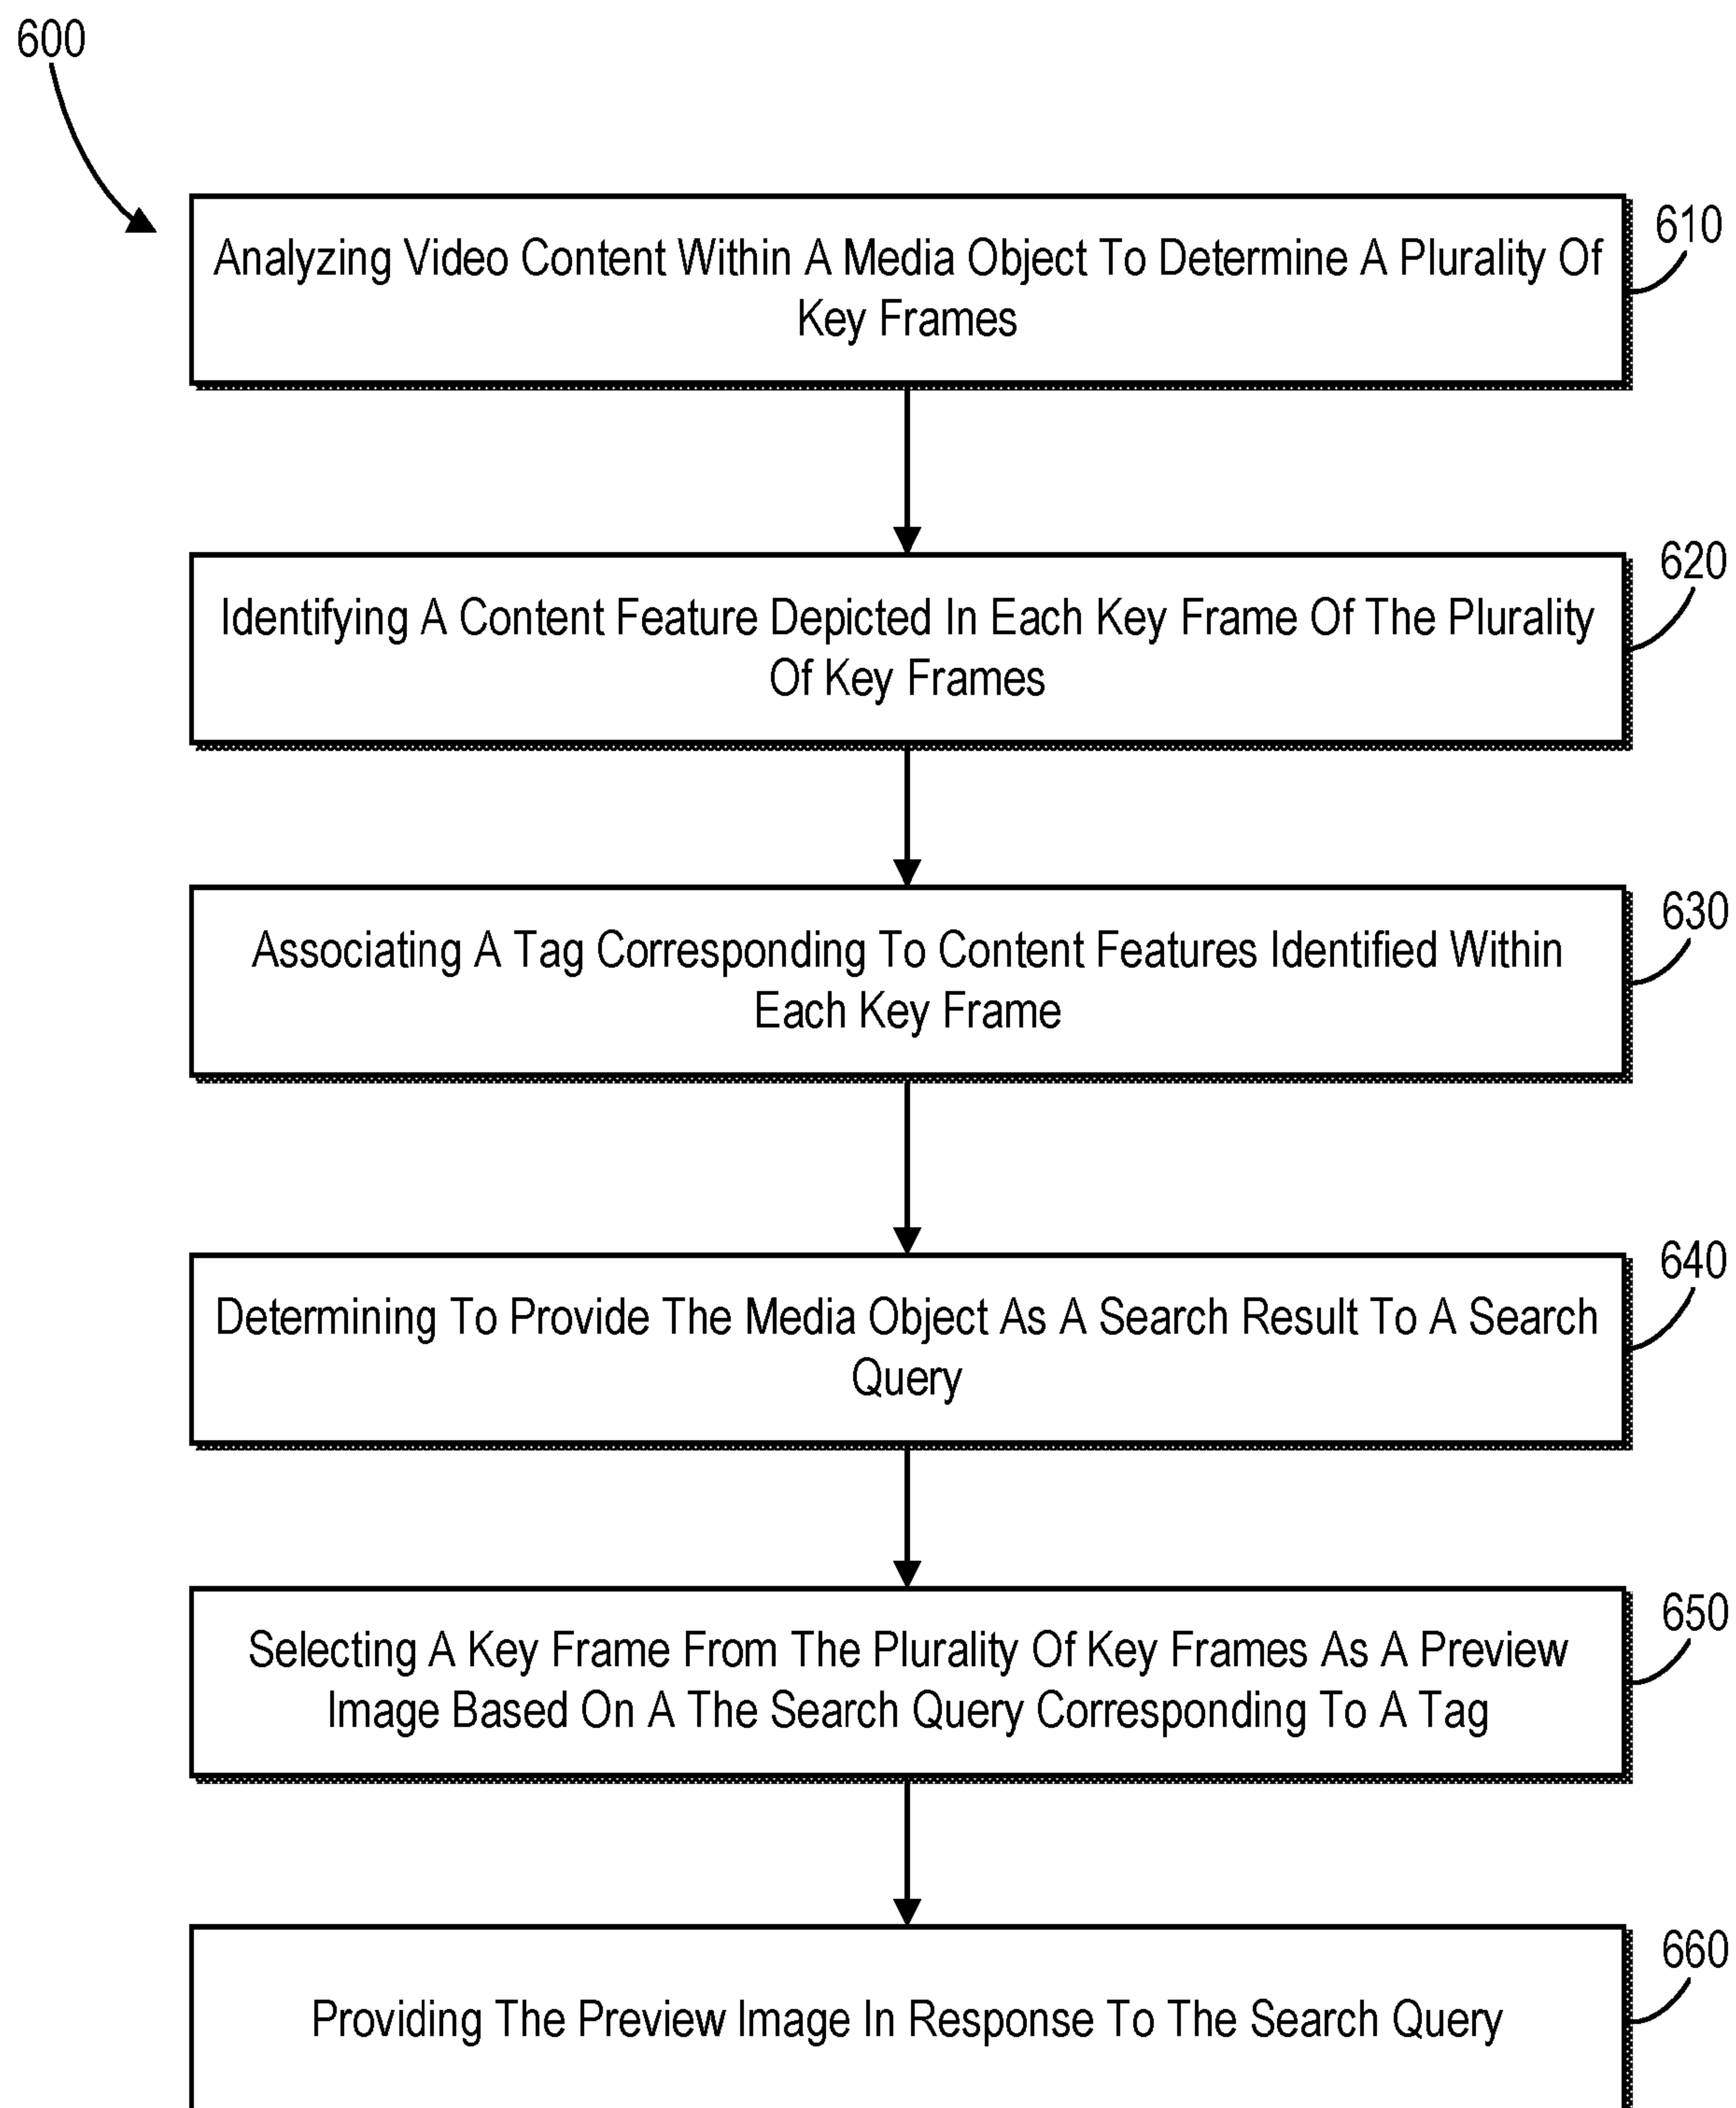 600
610
Analyzing Video Content Within A Media Object To Determine A Plurality Of
Key Frames
620
Identifying A Content Feature Depicted In Each Key Frame Of The Plurality
Of Key Frames
630
Associating A Tag Corresponding To Content Features Identified Within
Each Key Frame
640
Determining To Provide The Media Object As A Search Result To A Search
Query
650
Selecting A Key Frame From The Plurality Of Key Frames As A Preview
Image Based On A The Search Query Corresponding To A Tag
660
Providing The Preview Image In Response To The Search Query